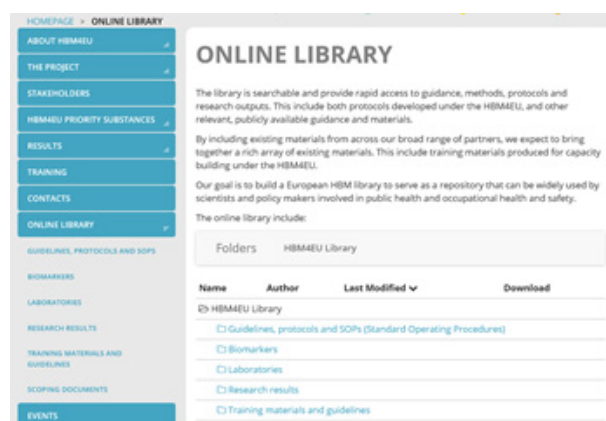 HOMEPAGE > ONLINE LIBRARY
ABOUT HBM4EU
THE PROJECT
STAKEHOLDERS
HBM4EU PRIORITY SUBSTANCES
RESULTS
TRAINING
CONTACTS
ONLINE LIBRARY
GUIDELINES, PROTOCOLS AND SOPS
BIOMARKERS
LABORATORIES
RESEARCH RESULTS
TRAINING MATERIALS AND
GUIDELINES
SCOPING DOCUMENTS
EVENTS
ONLINE LIBRARY
The library is searchable and provide rapid access to guidance, methods, protocols and
research outputs. This include both protocols developed under the HBM4EU, and other
relevant, publicly available guidance and materials.
By including existing materials from across our broad range of partners, we expect to bring
together a rich array of existing materials. This include training materials produced for capacity
building under the HBM4EU.
Our goal is to build a European HBM library to serve as a repository that can be widely used by
scientists and policy makers involved in public health and occupational health and safety.
The online library include:
Folders HBM4EU Library
Name Author Last Modified Download
HBM4EU Library
Guidelines, protocols and SOPs (Standard Operating Procedures)
Biomarkers
Laboratories
Research results
Training materials and guidelines